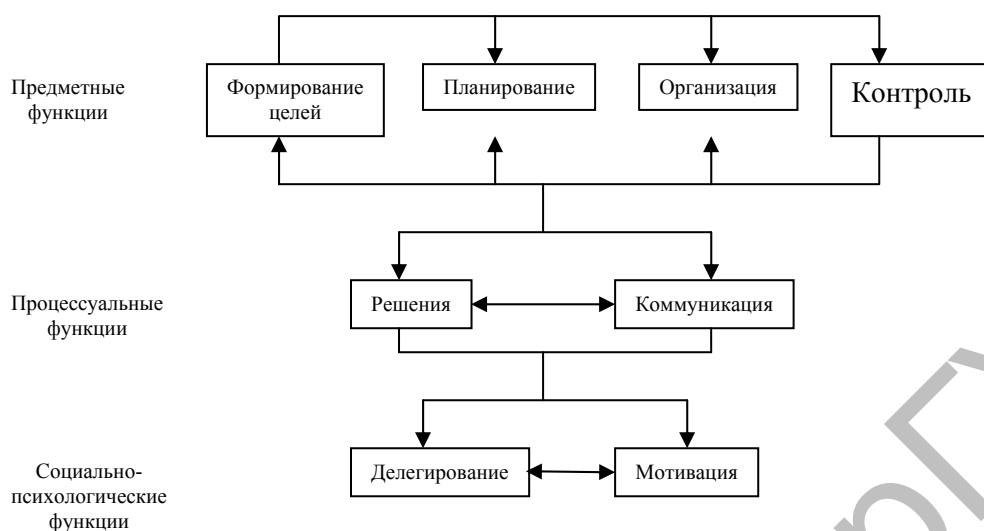 Предметные
функции
Формирование
целей
Планирование
Организация
Контроль
Процессуальные
функции
Решения
Коммуникация
Социально-
психологические
функции
Делегирование
Мотивация